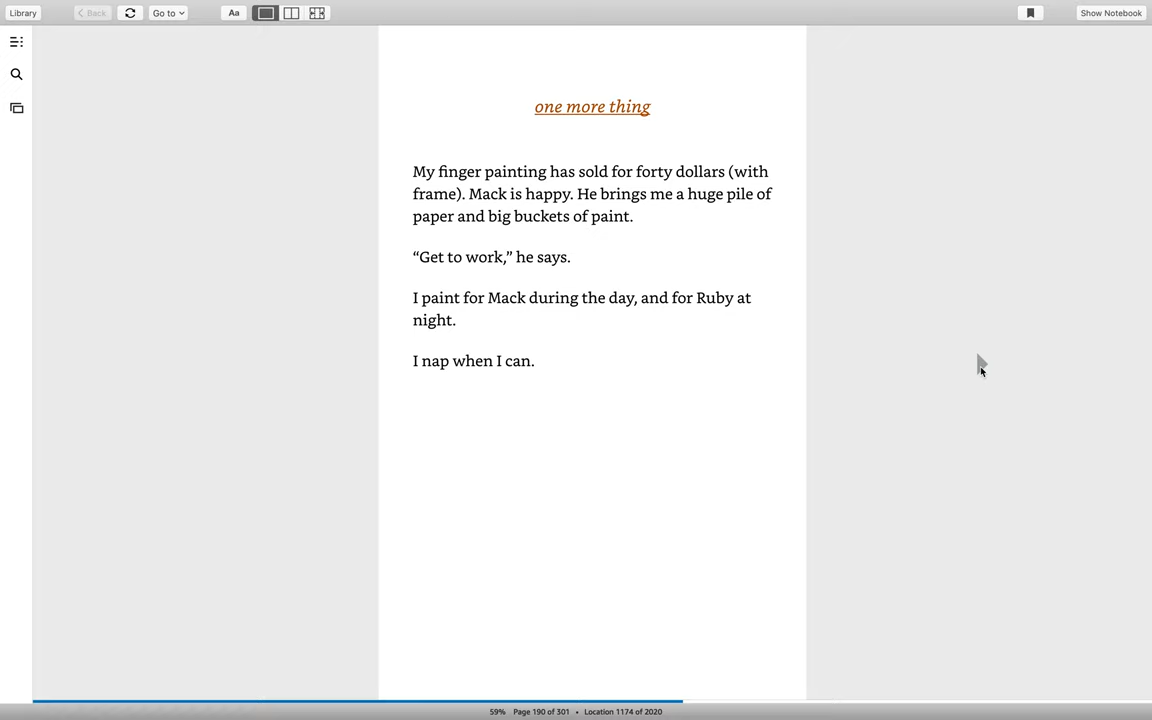 Library
Back
Go to
Aa
Show Notebook
one more thing
My finger painting has sold for forty dollars (with
frame). Mack is happy. He brings me a huge pile of
paper and big buckets of paint.
“Get to work,” he says.
I paint for Mack during the day, and for Ruby at
night.
I nap when I can.
59% Page 190 of 301 • Location 1174 of 2020